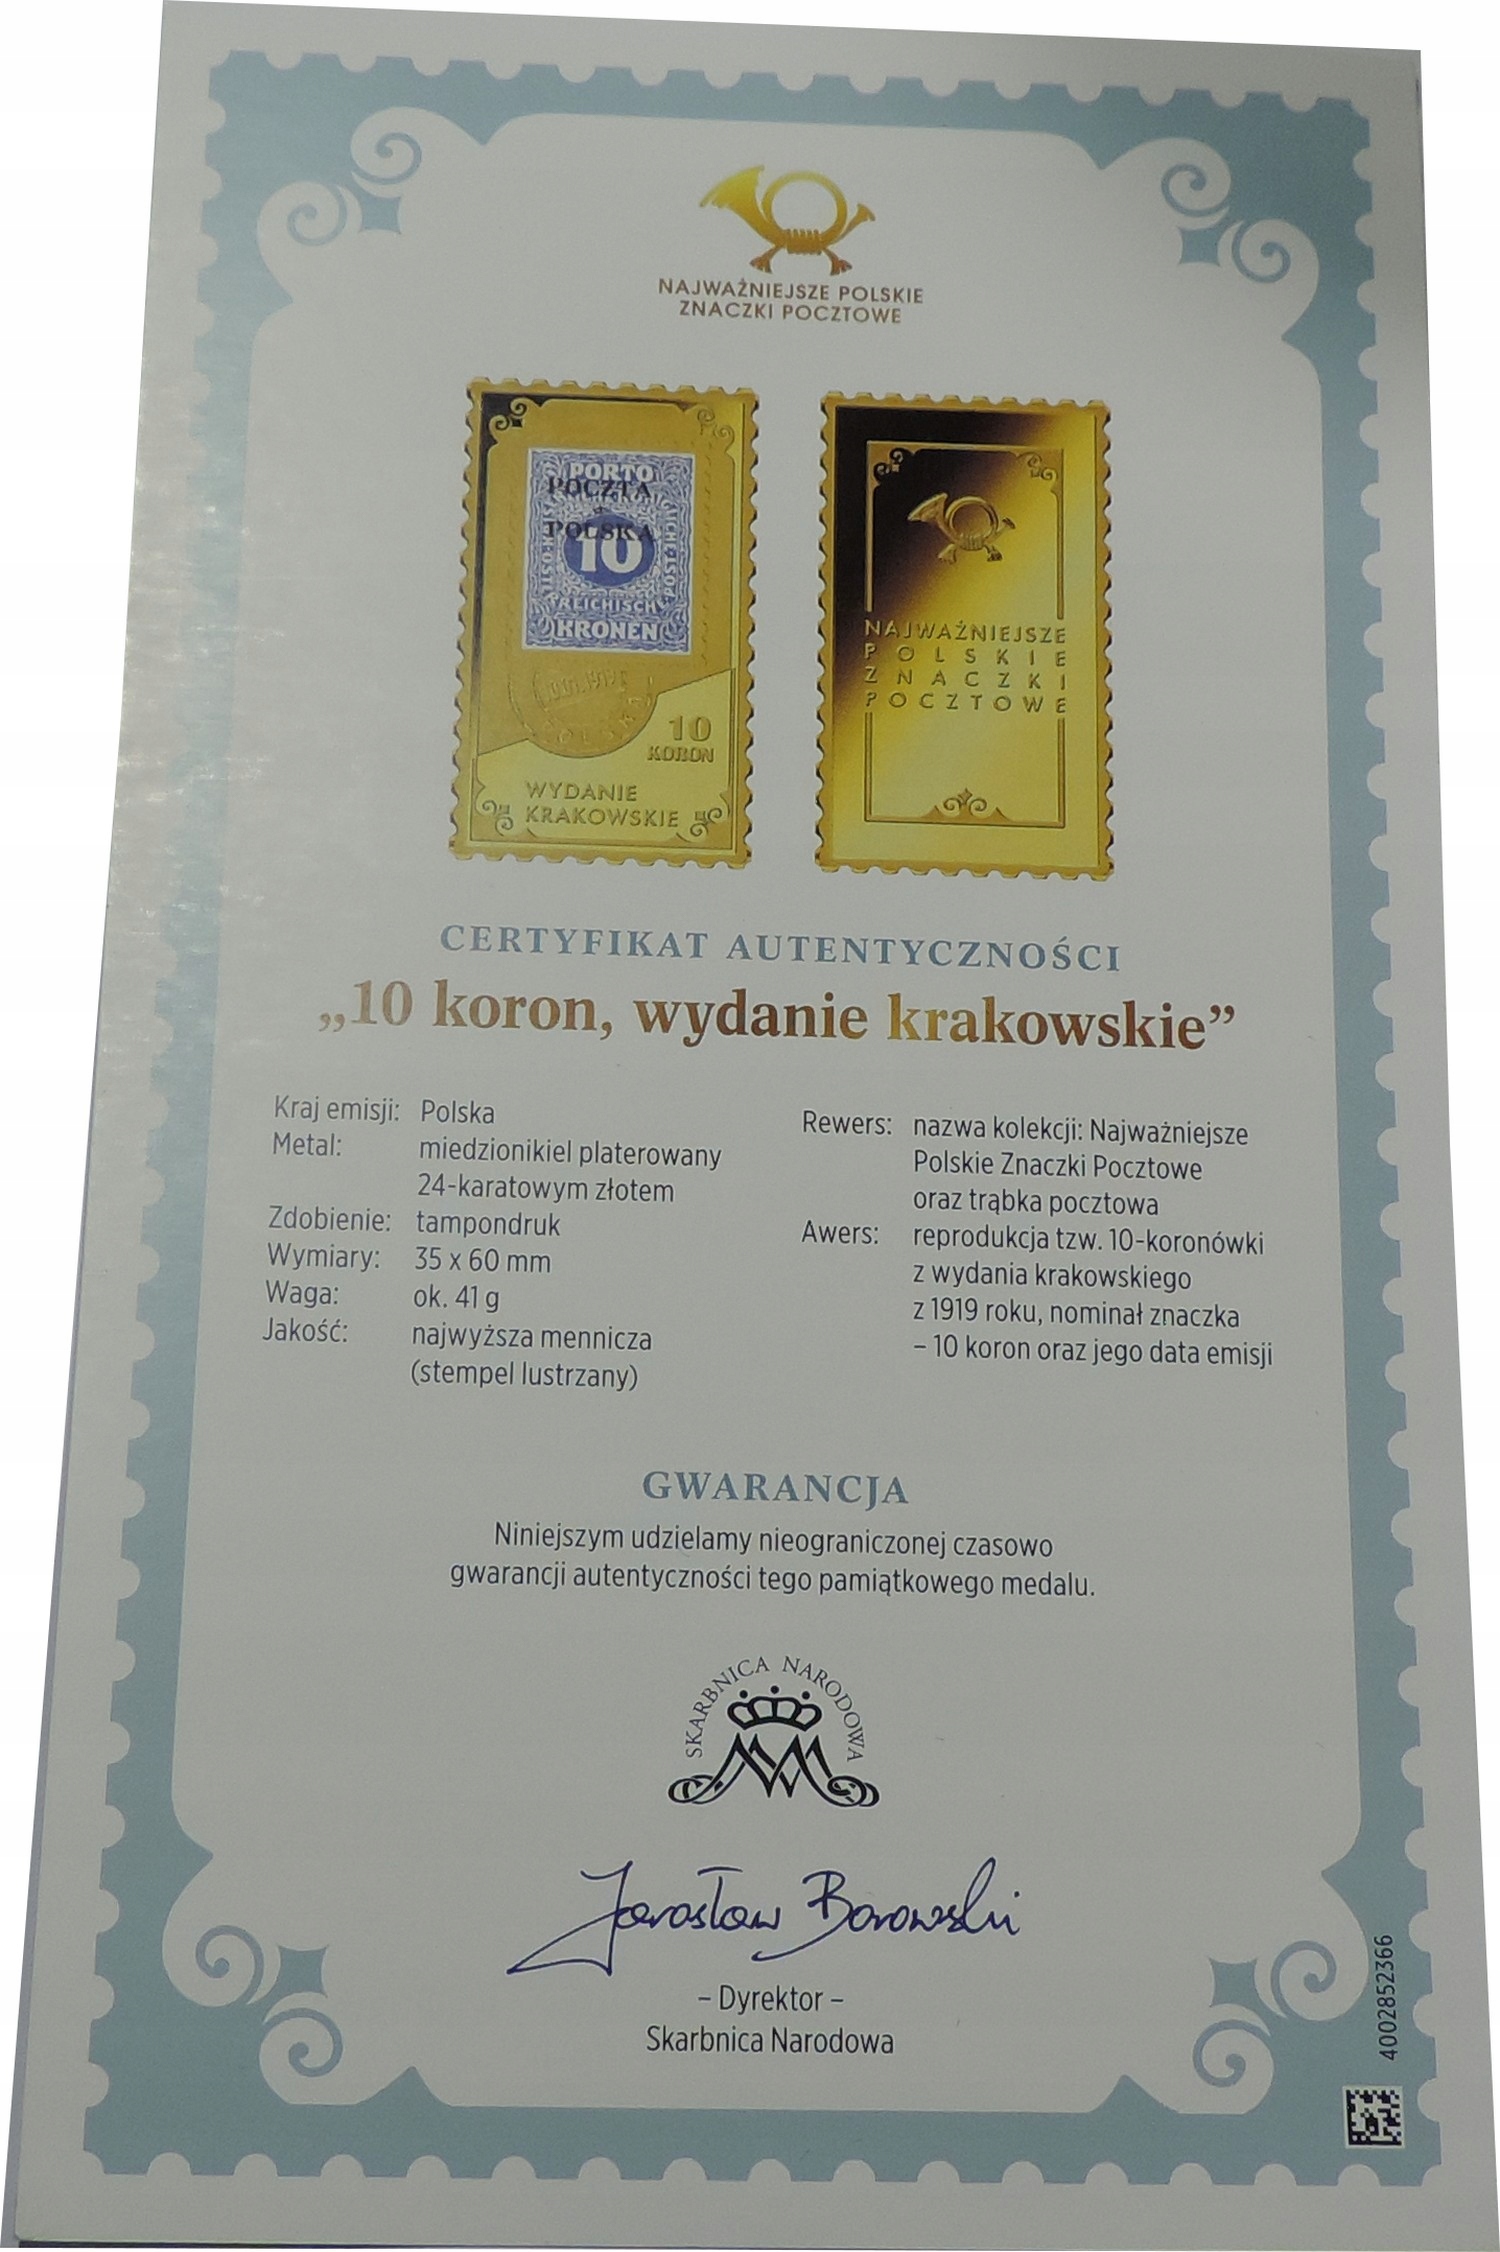 NAJWAŻNIEJSZE POLSKIE
ZNACZKI POCZTOWE
PORTO
POCZTA
POLSKA
10
KRONEN
10
KORON
WYDANIE
KRAKOWSKIE
NAJWAŻNIEJSZE
POLSKIE
ZNACZKI
POCZTOWE
CERTYFIKAT AUTENTYCZNOŚCI
„10 koron, wydanie krakowskie”
Kraj emisji: Polska
Metal: miedzionikiel platerowany
24-karatowym złotem
Zdobienie: tampondruk
Wymiary: 35 x 60 mm
Waga: ok. 41 g
Jakość: najwyższa mennicza
(stempel lustrzany)
Rewers: nazwa kolekcji: Najważniejsze
Polskie Znaczki Pocztowe
oraz trąbka pocztowa
Awers: reprodukcja tzw. 10-koronówki
z wydania krakowskiego
z 1919 roku, nominał znaczka
– 10 koron oraz jego data emisji
GWARANCJA
Niniejszym udzielamy nieograniczonej czasowo
gwarancji autentyczności tego pamiątkowego medalu.
SKARBNICA NARODOWA
Jarosław Borowski
– Dyrektor –
Skarbnica Narodowa
4002852366